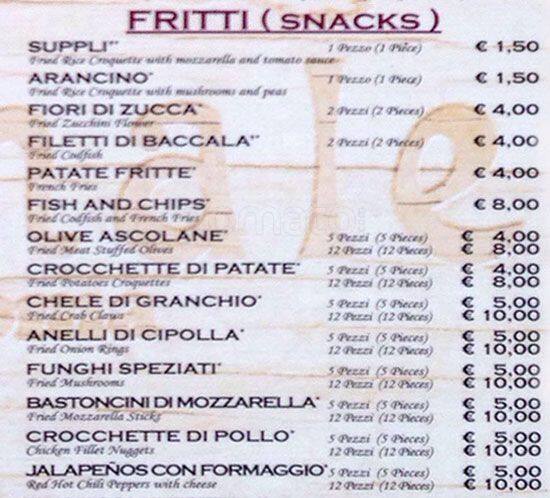 FRITTI ( SNACKS )
SUPPLI** 1 Pezzo (1 Piece) € 1,50
Fried Rice Croquette with mozzarella and tomato sauce
ARANCINO* 1 Pezzo (1 Piece) € 1,50
Fried Rice Croquette with mushrooms and peas
FIORI DI ZUCCA* 2 Pezzi (2 Pieces) € 4,00
Fried Zucchini Flower
FILETTI DI BACCALA** 2 Pezzi (2 Pieces) € 4,00
Fried Codfish
PATATE FRITTE* € 4,00
French Fries
FISH AND CHIPS* € 8,00
Fried Codfish and French Fries
OLIVE ASCOLANE* 5 Pezzi (5 Pieces) € 4,00
Fried Meat Stuffed Olives 12 Pezzi (12 Pieces) € 8,00
CROCCHETTE DI PATATE* 5 Pezzi (5 Pieces) € 4,00
Fried Potatoes Croquettes 12 Pezzi (12 Pieces) € 8,00
CHELE DI GRANCHIO* 5 Pezzi (5 Pieces) € 5,00
Fried Crab Claws 12 Pezzi (12 Pieces) € 10,00
ANELLI DI CIPOLLA* 5 Pezzi (5 Pieces) € 5,00
Fried Onion Rings 12 Pezzi (12 Pieces) € 10,00
FUNGHI SPEZIATI* 5 Pezzi (5 Pieces) € 5,00
Fried Mushrooms 12 Pezzi (12 Pieces) € 10,00
BASTONCINI DI MOZZARELLA* 5 Pezzi (5 Pieces) € 5,00
Fried Mozzarella Sticks 12 Pezzi (12 Pieces) € 10,00
CROCCHETTE DI POLLO* 5 Pezzi (5 Pieces) € 5,00
Chicken Fillet Nuggets 12 Pezzi (12 Pieces) € 10,00
JALAPEÑOS CON FORMAGGIO* 5 Pezzi (5 Pieces) € 5,00
Red Hot Chili Peppers with cheese 12 Pezzi (12 Pieces) € 10,00